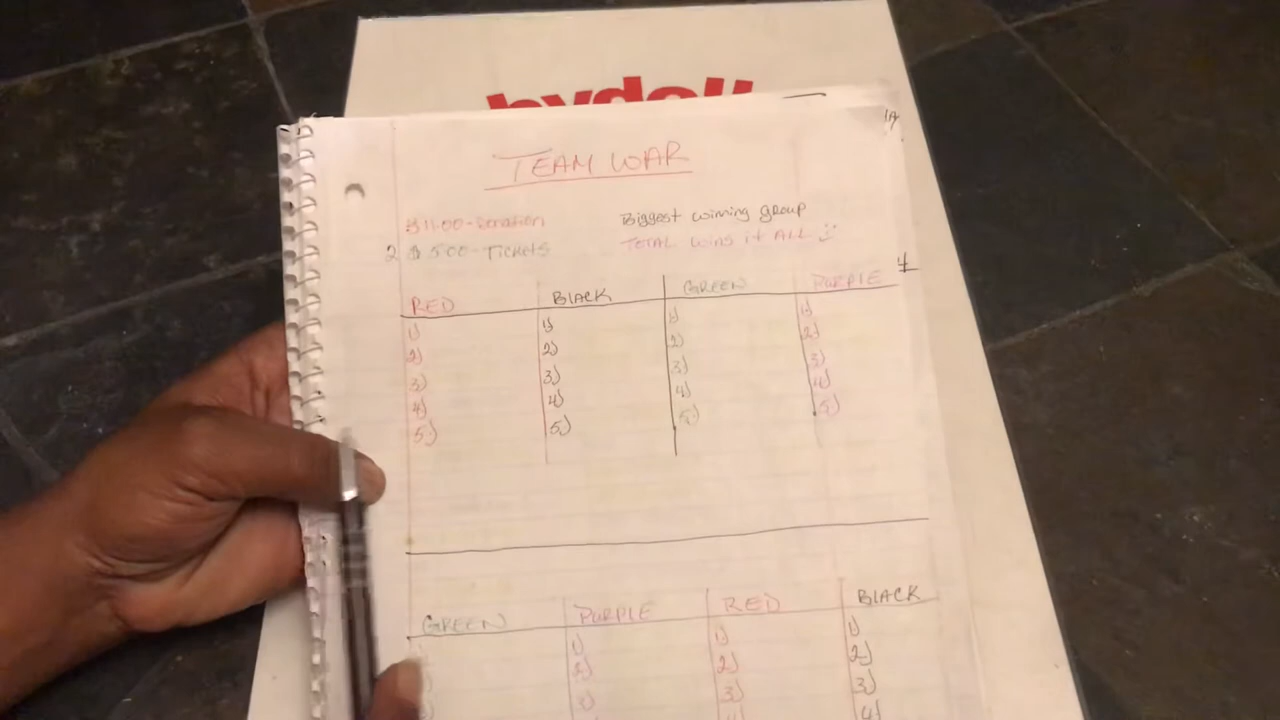 TEAM WAR
$11.00-Donation Biggest winning group
2 $ 5.00-Tickets TOTAL wins it ALL
RED BLACK GREEN PURPLE 4
1) 1) 1) 1)
2) 2) 2) 2)
3) 3) 3) 3)
4) 4) 4) 4)
5) 5) 5) 5)
GREEN PURPLE RED BLACK
1) 1) 1)
2) 2) 2)
3) 3) 3)
4) 4)